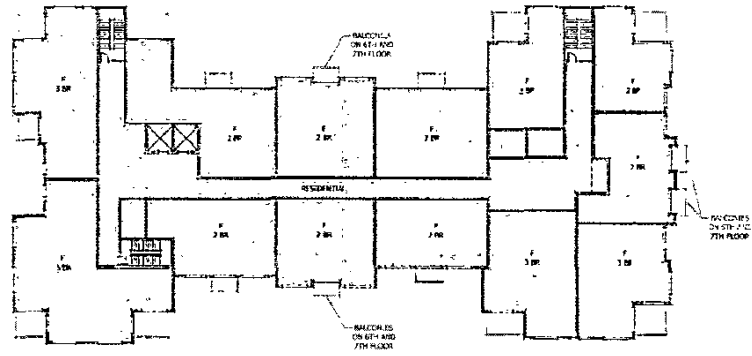 BALCONIES
ON 6TH AND
7TH FLOOR
F
3 BR
F
2 BR
F
2 BR
F
2 BR
F
2 BR
F
2 BR
F
2 BR
RESIDENTIAL
BALCONIES
ON 6TH AND
7TH FLOOR
F
2 BR
F
2 BR
F
2 BR
F
3 BR
F
3 BR
F
3 BR
BALCONIES
ON 6TH AND
7TH FLOOR